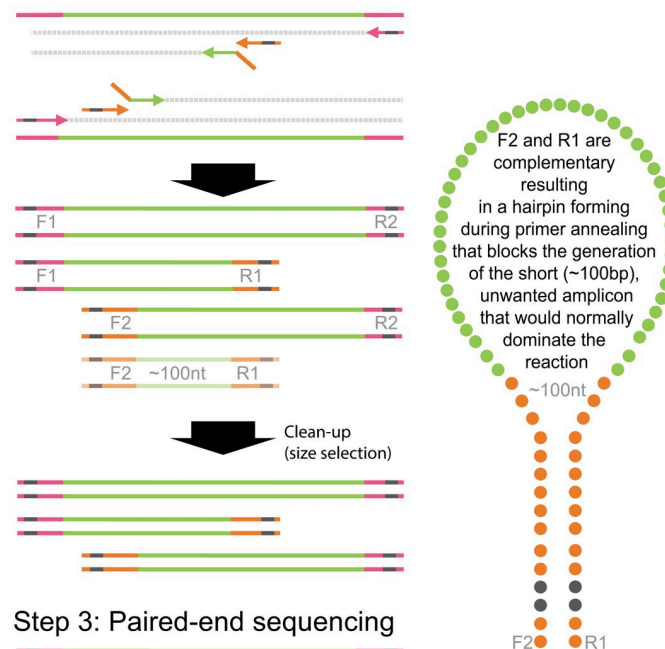 F1
R2
F1
R1
F2
R2
F2
~100nt
R1
Clean-up
(size selection)
Step 3: Paired-end sequencing
F2 and R1 are
complementary
resulting
in a hairpin forming
during primer annealing
that blocks the generation
of the short (~100bp),
unwanted amplicon
that would normally
dominate the
reaction
~100nt
F2
R1